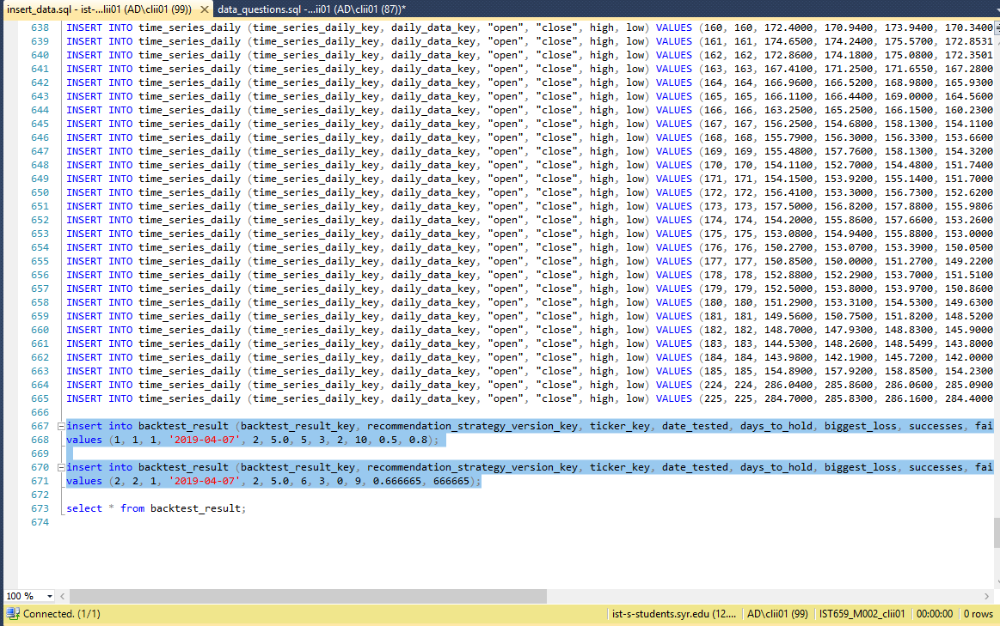 insert_data.sql - ist-...lii01 (AD\clii01 (99)) data_questions.sql -...ii01 (AD\clii01 (87))*
638 INSERT INTO time_series_daily (time_series_daily_key, daily_data_key, "open", "close", high, low) VALUES (160, 160, 172.4000, 170.9400, 173.9400, 170.3400
639 INSERT INTO time_series_daily (time_series_daily_key, daily_data_key, "open", "close", high, low) VALUES (161, 161, 174.6500, 174.2400, 175.5700, 172.8531
640 INSERT INTO time_series_daily (time_series_daily_key, daily_data_key, "open", "close", high, low) VALUES (162, 162, 172.8600, 174.1800, 175.0800, 172.3501
641 INSERT INTO time_series_daily (time_series_daily_key, daily_data_key, "open", "close", high, low) VALUES (163, 163, 167.4100, 171.2500, 171.6550, 167.2800
642 INSERT INTO time_series_daily (time_series_daily_key, daily_data_key, "open", "close", high, low) VALUES (164, 164, 166.9600, 166.5200, 168.9800, 165.9300
643 INSERT INTO time_series_daily (time_series_daily_key, daily_data_key, "open", "close", high, low) VALUES (165, 165, 166.1100, 166.4400, 169.0000, 164.5600
644 INSERT INTO time_series_daily (time_series_daily_key, daily_data_key, "open", "close", high, low) VALUES (166, 166, 163.2500, 165.2500, 166.1500, 160.2300
645 INSERT INTO time_series_daily (time_series_daily_key, daily_data_key, "open", "close", high, low) VALUES (167, 167, 156.2500, 154.6800, 158.1300, 154.1100
646 INSERT INTO time_series_daily (time_series_daily_key, daily_data_key, "open", "close", high, low) VALUES (168, 168, 155.7900, 156.3000, 156.3300, 153.6600
647 INSERT INTO time_series_daily (time_series_daily_key, daily_data_key, "open", "close", high, low) VALUES (169, 169, 155.4800, 157.7600, 158.1300, 154.3200
648 INSERT INTO time_series_daily (time_series_daily_key, daily_data_key, "open", "close", high, low) VALUES (170, 170, 154.1100, 152.7000, 154.4800, 151.7400
649 INSERT INTO time_series_daily (time_series_daily_key, daily_data_key, "open", "close", high, low) VALUES (171, 171, 154.1500, 153.9200, 155.1400, 151.7000
650 INSERT INTO time_series_daily (time_series_daily_key, daily_data_key, "open", "close", high, low) VALUES (172, 172, 156.4100, 153.3000, 156.7300, 152.6200
651 INSERT INTO time_series_daily (time_series_daily_key, daily_data_key, "open", "close", high, low) VALUES (173, 173, 157.5000, 156.8200, 157.8800, 155.9806
652 INSERT INTO time_series_daily (time_series_daily_key, daily_data_key, "open", "close", high, low) VALUES (174, 174, 154.2000, 155.8600, 157.6600, 153.2600
653 INSERT INTO time_series_daily (time_series_daily_key, daily_data_key, "open", "close", high, low) VALUES (175, 175, 153.0800, 154.9400, 155.8800, 153.0000
654 INSERT INTO time_series_daily (time_series_daily_key, daily_data_key, "open", "close", high, low) VALUES (176, 176, 150.2700, 153.0700, 153.3900, 150.0500
655 INSERT INTO time_series_daily (time_series_daily_key, daily_data_key, "open", "close", high, low) VALUES (177, 177, 150.8500, 150.0000, 151.2700, 149.2200
656 INSERT INTO time_series_daily (time_series_daily_key, daily_data_key, "open", "close", high, low) VALUES (178, 178, 152.8800, 152.2900, 153.7000, 151.5100
657 INSERT INTO time_series_daily (time_series_daily_key, daily_data_key, "open", "close", high, low) VALUES (179, 179, 152.5000, 153.8000, 153.9700, 150.8600
658 INSERT INTO time_series_daily (time_series_daily_key, daily_data_key, "open", "close", high, low) VALUES (180, 180, 151.2900, 153.3100, 154.5300, 149.6300
659 INSERT INTO time_series_daily (time_series_daily_key, daily_data_key, "open", "close", high, low) VALUES (181, 181, 149.5600, 150.7500, 151.8200, 148.5200
660 INSERT INTO time_series_daily (time_series_daily_key, daily_data_key, "open", "close", high, low) VALUES (182, 182, 148.7000, 147.9300, 148.8300, 145.9000
661 INSERT INTO time_series_daily (time_series_daily_key, daily_data_key, "open", "close", high, low) VALUES (183, 183, 144.5300, 148.2600, 148.5499, 143.8000
662 INSERT INTO time_series_daily (time_series_daily_key, daily_data_key, "open", "close", high, low) VALUES (184, 184, 143.9800, 142.1900, 145.7200, 142.0000
663 INSERT INTO time_series_daily (time_series_daily_key, daily_data_key, "open", "close", high, low) VALUES (185, 185, 154.8900, 157.9200, 158.8500, 154.2300
664 INSERT INTO time_series_daily (time_series_daily_key, daily_data_key, "open", "close", high, low) VALUES (224, 224, 286.0400, 285.8600, 286.0600, 285.0900
665 INSERT INTO time_series_daily (time_series_daily_key, daily_data_key, "open", "close", high, low) VALUES (225, 225, 284.7000, 285.8300, 286.1600, 284.4000
666
667 insert into backtest_result (backtest_result_key, recommendation_strategy_version_key, ticker_key, date_tested, days_to_hold, biggest_loss, successes, fai
668 values (1, 1, 1, '2019-04-07', 2, 5.0, 5, 3, 2, 10, 0.5, 0.8);
669
670 insert into backtest_result (backtest_result_key, recommendation_strategy_version_key, ticker_key, date_tested, days_to_hold, biggest_loss, successes, fai
671 values (2, 2, 1, '2019-04-07', 2, 5.0, 6, 3, 0, 9, 0.666665, 666665);
672
673 select * from backtest_result;
674
100 %
Connected. (1/1) ist-s-students.syr.edu (12.... AD\clii01 (99) IST659_M002_clii01 00:00:00 0 rows